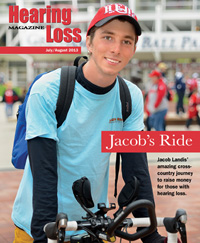 Hearing
MAGAZINE
Loss
July/August 2013
Jacob's Ride
Jacob Landis'
amazing cross-
country journey
to raise money
for those with
hearing loss.